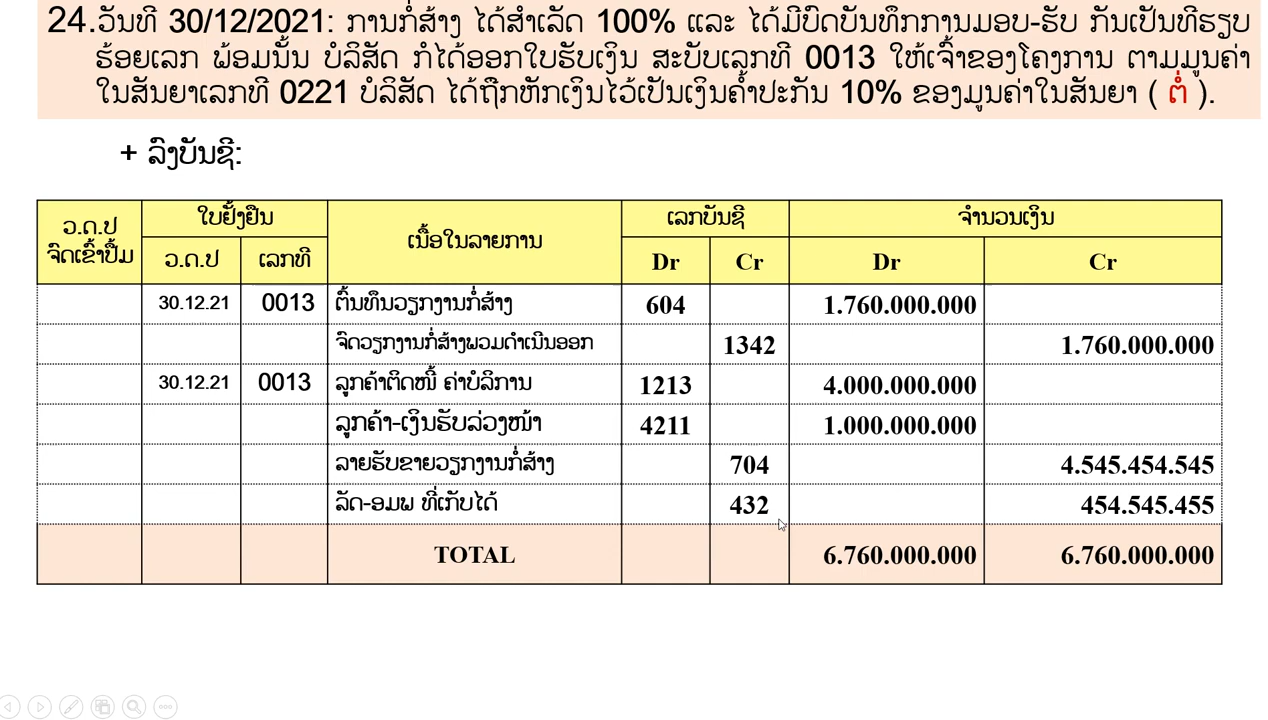 24.ວັນທີ 30/12/2021: ການກໍ່ສ້າງ ໄດ້ສຳເລັດ 100% ແລະ ໄດ້ມີບົດບັນທຶກການມອບ-ຮັບ ກັນເປັນທີ່ຮຽບ
ຮ້ອຍເລກ ພ້ອມນັ້ນ ບໍລິສັດ ກໍໄດ້ອອກໃບຮັບເງິນ ສະບັບເລກທີ 0013 ໃຫ້ເຈົ້າຂອງໂຄງການ ຕາມມູນຄ່າ
ໃນສັນຍາເລກທີ 0221 ບໍລິສັດ ໄດ້ຖືກຫັກເງິນໄວ້ເປັນເງິນຄ້ຳປະກັນ 10% ຂອງມູນຄ່າໃນສັນຍາ ( ຕໍ່ ).
+ ລົງບັນຊີ:
ວ.ດ.ປ ຈົດເຂົ້າປື້ມ ໃບຢັ້ງຢືນ ເນື້ອໃນລາຍການ ເລກບັນຊີ ຈຳນວນເງິນ
ວ.ດ.ປ ເລກທີ Dr Cr Dr Cr
30.12.21 0013 ຕົ້ນທຶນວຽກງານກໍ່ສ້າງ 604 1.760.000.000
ຈົດວຽກງານກໍ່ສ້າງພວມດຳເນີນອອກ 1342 1.760.000.000
30.12.21 0013 ລູກຄ້າຕິດໜີ້ ຄ່າບໍລິການ 1213 4.000.000.000
ລູກຄ້າ-ເງິນຮັບລ່ວງໜ້າ 4211 1.000.000.000
ລາຍຮັບຂາຍວຽກງານກໍ່ສ້າງ 704 4.545.454.545
ລັດ-ອມພ ທີ່ເກັບໄດ້ 432 454.545.455
TOTAL 6.760.000.000 6.760.000.000